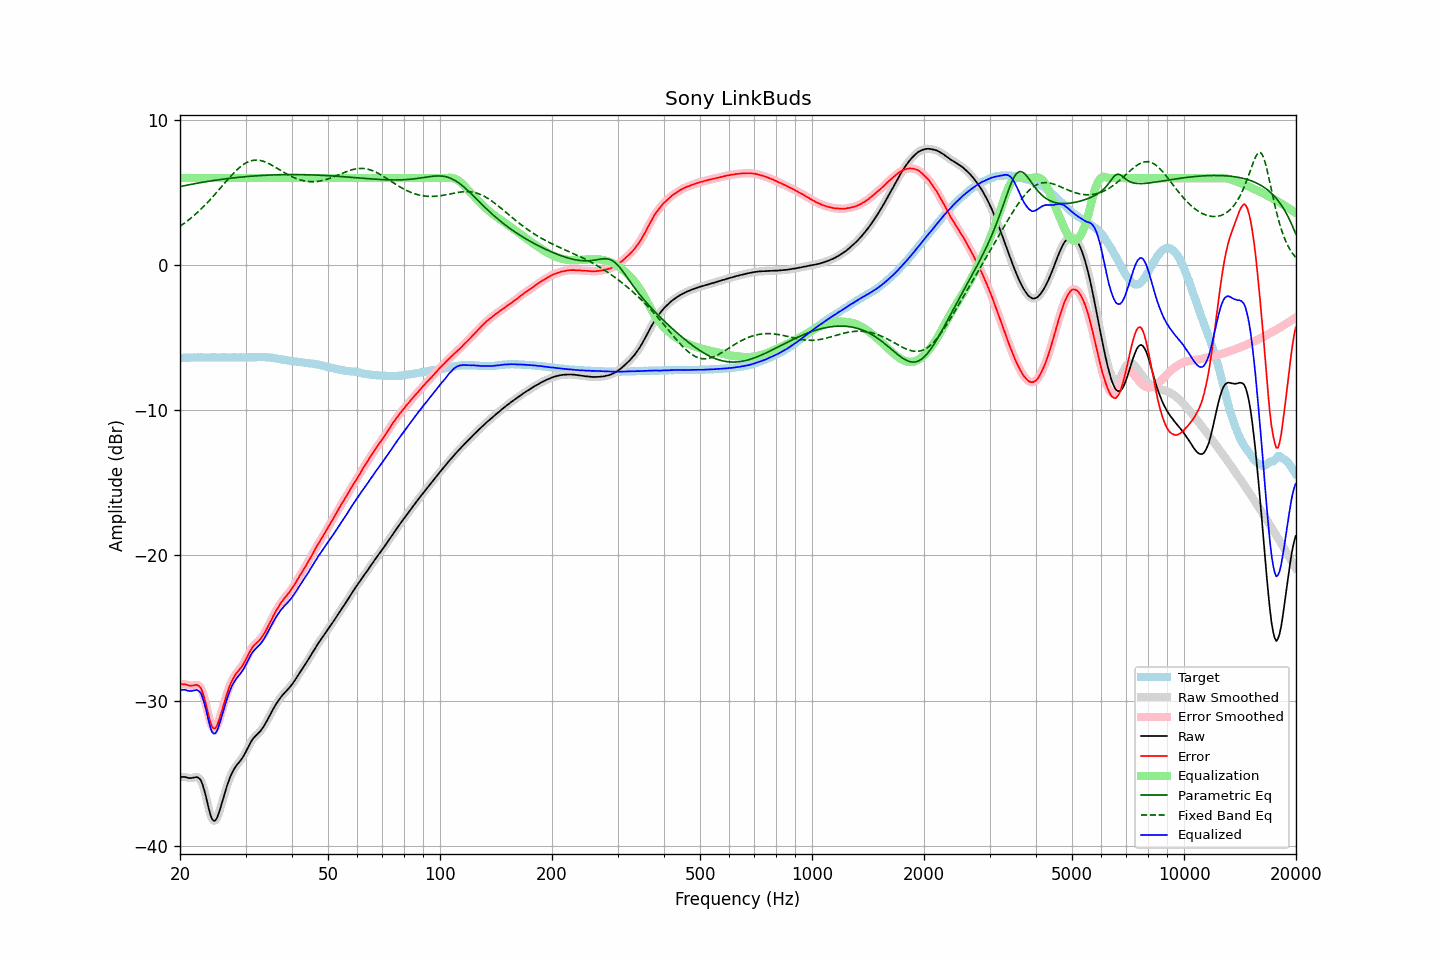 Sony LinkBuds
Amplitude (dBr)
10
0
−10
−20
−30
−40
20
50
100
200
500
1000
2000
5000
10000
20000
Frequency (Hz)
Target
Raw Smoothed
Error Smoothed
Raw
Error
Equalization
Parametric Eq
Fixed Band Eq
Equalized